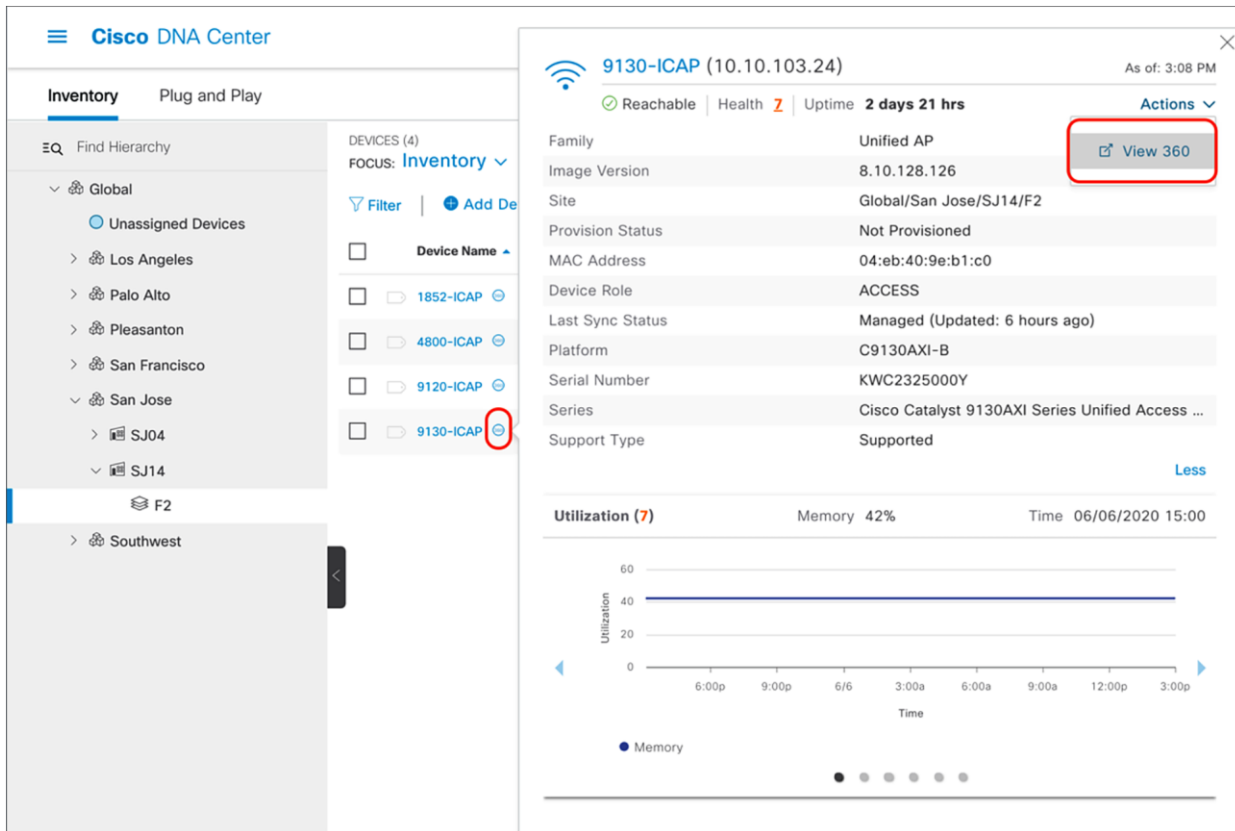 Cisco DNA Center
Inventory Plug and Play
Find Hierarchy
Global
Unassigned Devices
Los Angeles
Palo Alto
Pleasanton
San Francisco
San Jose
SJ04
SJ14
F2
Southwest
DEVICES (4)
FOCUS: Inventory
Filter | Add De
Device Name
1852-ICAP
4800-ICAP
9120-ICAP
9130-ICAP
9130-ICAP (10.10.103.24) As of: 3:08 PM
Reachable | Health 7 | Uptime 2 days 21 hrs Actions
View 360
Family Unified AP
Image Version 8.10.128.126
Site Global/San Jose/SJ14/F2
Provision Status Not Provisioned
MAC Address 04:eb:40:9e:b1:c0
Device Role ACCESS
Last Sync Status Managed (Updated: 6 hours ago)
Platform C9130AXI-B
Serial Number KWC2325000Y
Series Cisco Catalyst 9130AXI Series Unified Access ...
Support Type Supported
Less
Utilization (7) Memory 42% Time 06/06/2020 15:00
Utilization
60
40
20
0
6:00p 9:00p 6/6 3:00a 6:00a 9:00a 12:00p 3:00p
Time
Memory